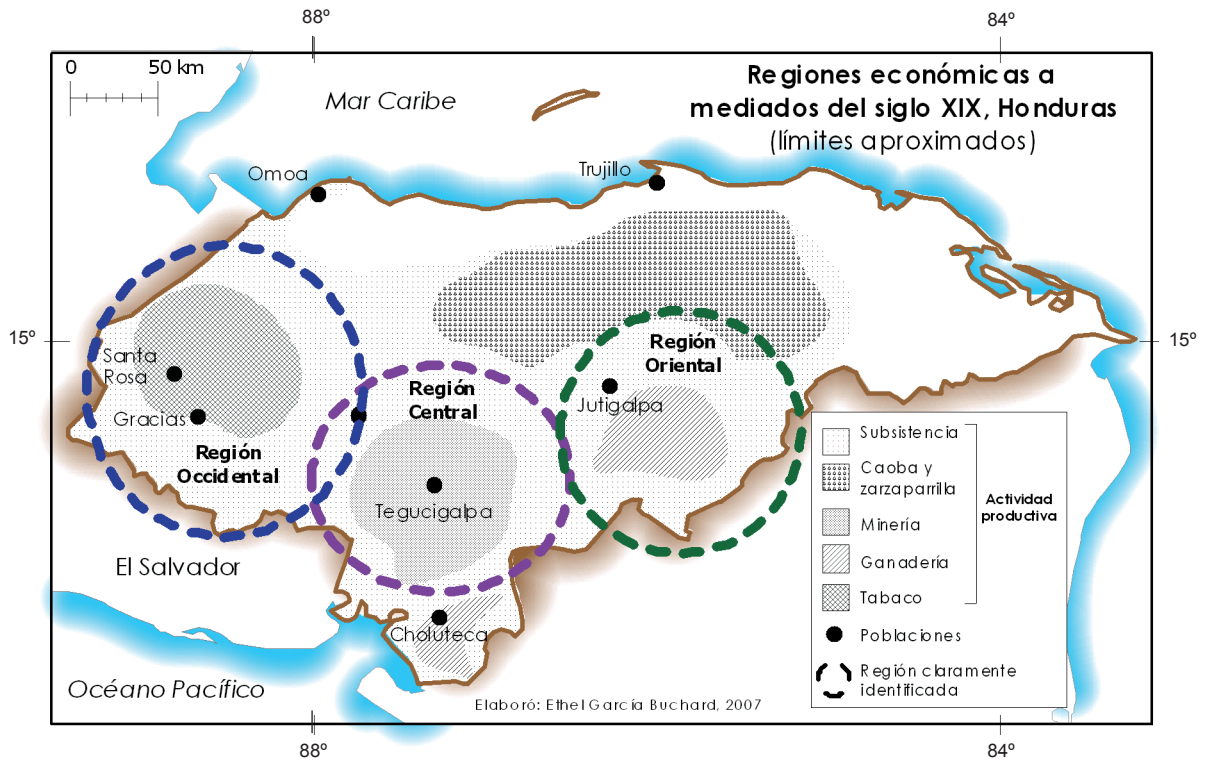 88º
84º
0
50 km
Regiones económicas a
mediados del siglo XIX, Honduras
(límites aproximados)
Mar Caribe
Omoa
Trujillo
15º
15º
Santa
Rosa
Gracias
Región
Occidental
Región
Central
Región
Oriental
Jutigalpa
Tegucigalpa
El Salvador
Choluteca
Océano Pacífico
Elaboró: Ethel García Buchard, 2007
Subsistencia
Caoba y
zarzaparrilla
Minería
Ganadería
Tabaco
Actividad
productiva
Poblaciones
Región claramente
identificada
88º
84º